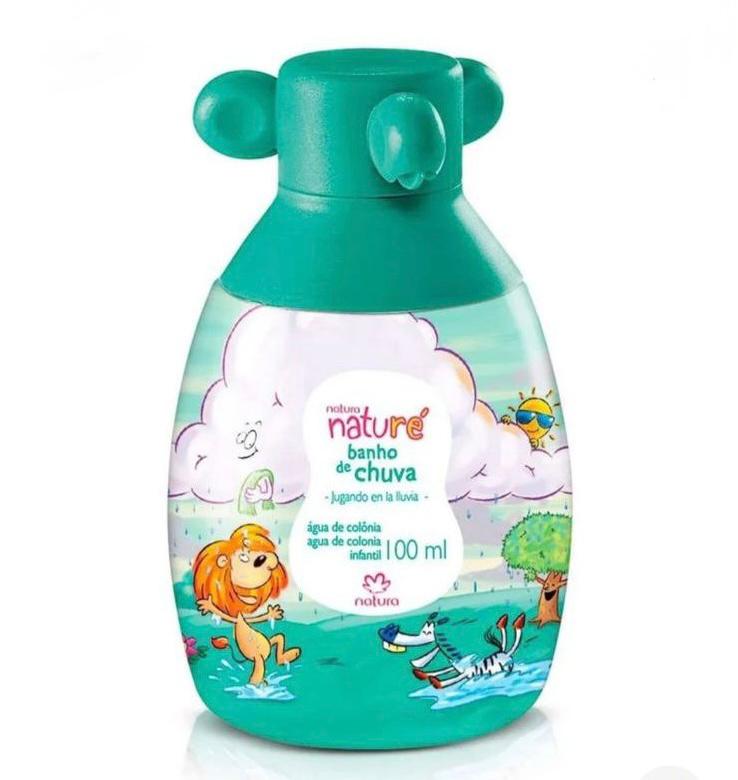 natura
naturé
banho
de chuva
- Jugando en la lluvia -
água de colônia
agua de colonia
infantil 100 ml
natura